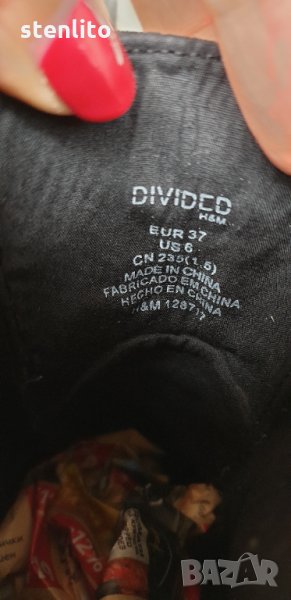 stenlito
DIVIDED
H&M
EUR 37
US 6
CN 235(1.5)
MADE IN CHINA
FABRICADO EM CHINA
HECHO EN CHINA
12%
BAZAR